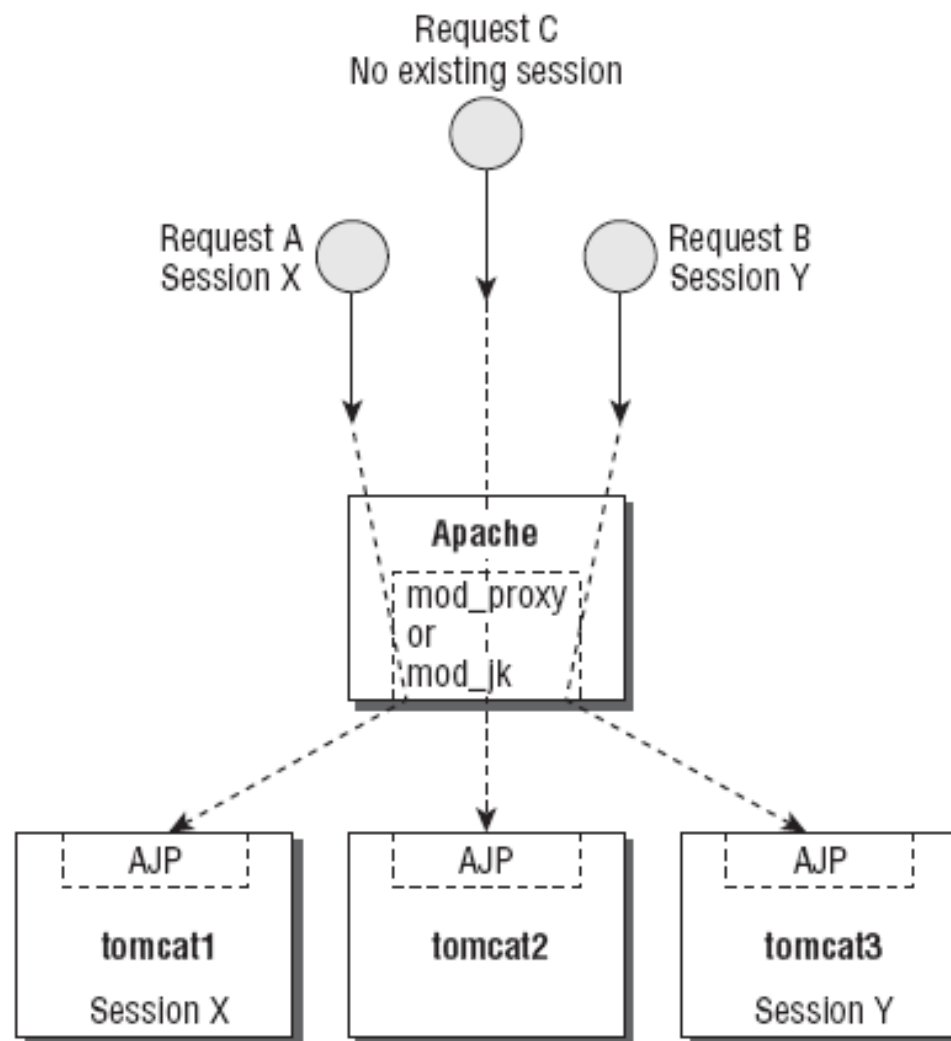 Request C
No existing session
Request A
Session X
Request B
Session Y
Apache
mod_proxy
or
mod_jk
AJP
tomcat1
Session X
AJP
tomcat2
AJP
tomcat3
Session Y